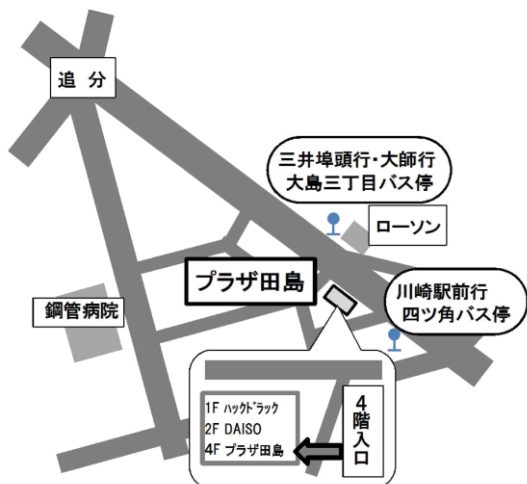 追 分
三井埠頭行・大師行
大島三丁目バス停
ローソン
プラザ田島
鋼管病院
川崎駅前行
四ツ角バス停
1F ハックドラック
2F DAISO
4F プラザ田島
4階入口